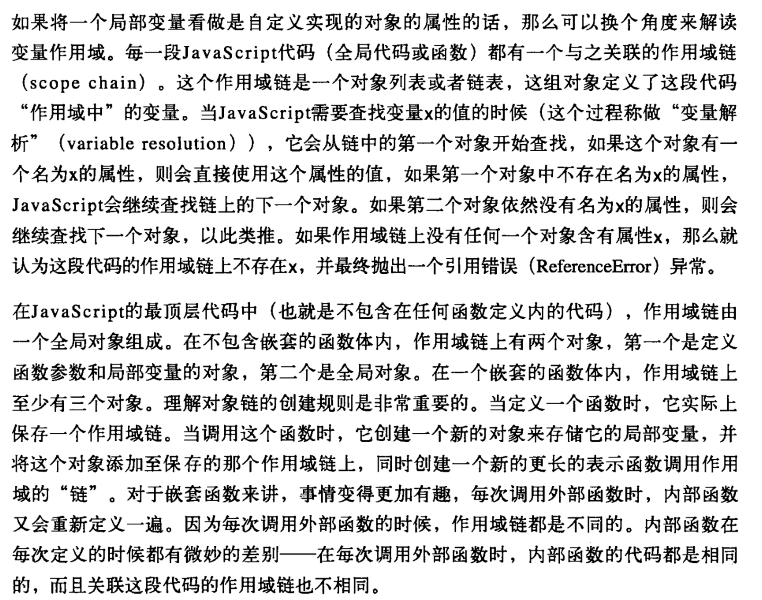 如果将一个局部变量看做是自定义实现的对象的属性的话，那么可以换个角度来解读
变量作用域。每一段JavaScript代码（全局代码或函数）都有一个与之关联的作用域链
（scope chain）。这个作用域链是一个对象列表或者链表，这组对象定义了这段代码
“作用域中”的变量。当JavaScript需要查找变量x的值的时候（这个过程称做“变量解
析”（variable resolution）），它会从链中的第一个对象开始查找，如果这个对象有一
个名为x的属性，则会直接使用这个属性的值，如果第一个对象中不存在名为x的属性，
JavaScript会继续查找链上的下一个对象。如果第二个对象依然没有名为x的属性，则会
继续查找下一个对象，以此类推。如果作用域链上没有任何一个对象含有属性x，那么就
认为这段代码的作用域链上不存在x，并最终抛出一个引用错误（ReferenceError）异常。
在JavaScript的最顶层代码中（也就是不包含在任何函数定义内的代码），作用域链由
一个全局对象组成。在不包含嵌套的函数体内，作用域链上有两个对象，第一个是定义
函数参数和局部变量的对象，第二个是全局对象。在一个嵌套的函数体内，作用域链上
至少有三个对象。理解对象链的创建规则是非常重要的。当定义一个函数时，它实际上
保存一个作用域链。当调用这个函数时，它创建一个新的对象来存储它的局部变量，并
将这个对象添加至保存的那个作用域链上，同时创建一个新的更长的表示函数调用作用
域的“链”。对于嵌套函数来讲，事情变得更加有趣，每次调用外部函数时，内部函数
又会重新定义一遍。因为每次调用外部函数的时候，作用域链都是不同的。内部函数在
每次定义的时候都有微妙的差别——在每次调用外部函数时，内部函数的代码都是相同
的，而且关联这段代码的作用域链也不相同。